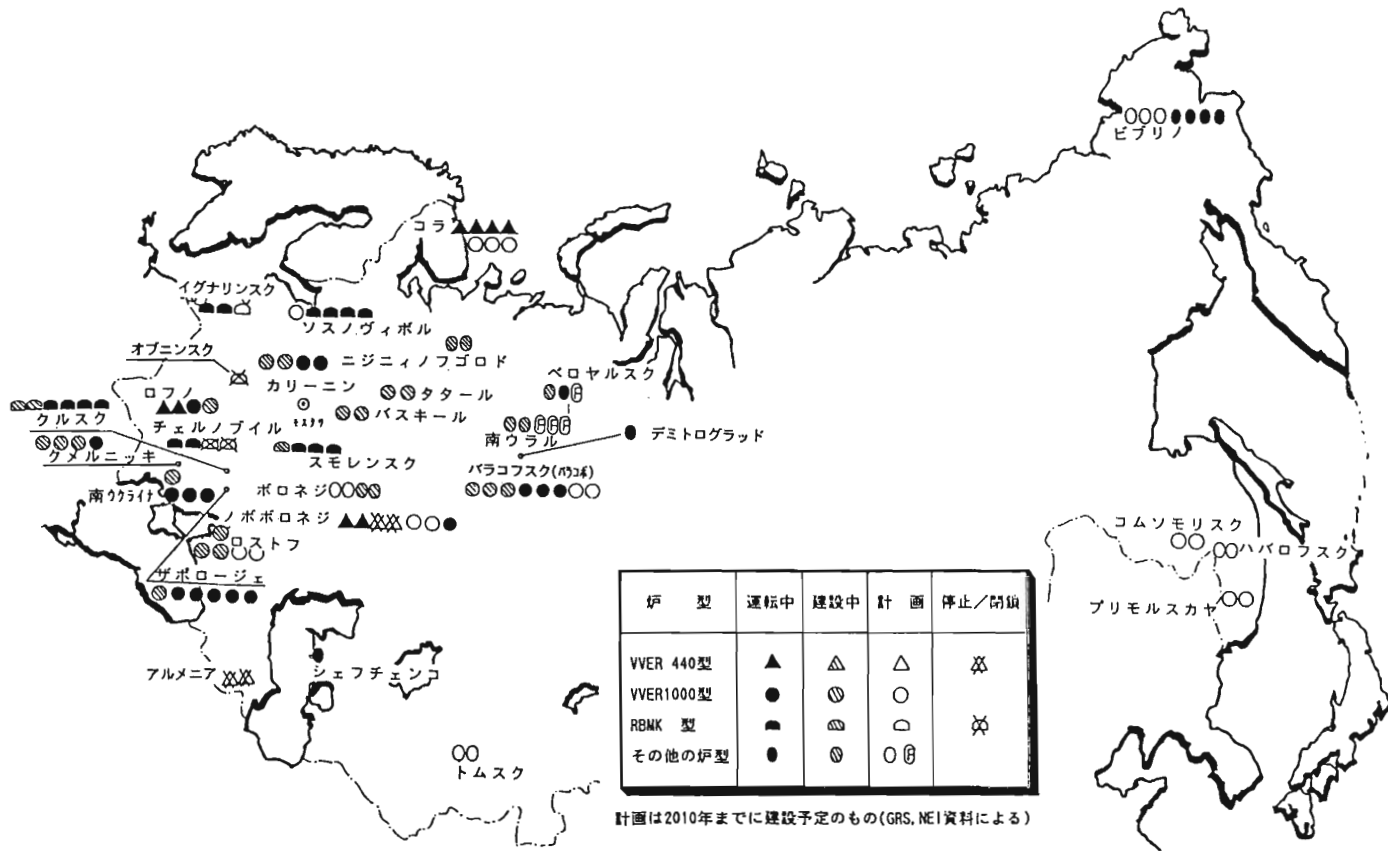 ビブリノ
コラ
イグナリンスク
ソスノヴィボル
オブニンスク
ニジニィノフゴロド
カリーニン
ベロヤルスク
タタール
ロフノ
モスクワ
バスキール
クルスク
チェルノブイル
南ウラル
デミトログラッド
クメルニッキ
スモレンスク
バラコフスク(バラコボ)
南ウクライナ
ボロネジ
ノボボロネジ
ロストフ
コムソモリスク
ハバロフスク
ザポロージェ
プリモルスカヤ
アルメニア
シェフチェンコ
トムスク
炉 型 運転中 建設中 計 画 停止/閉鎖
VVER 440型
VVER1000型
RBMK 型
その他の炉型
計画は2010年までに建設予定のもの(GRS,NEI資料による)